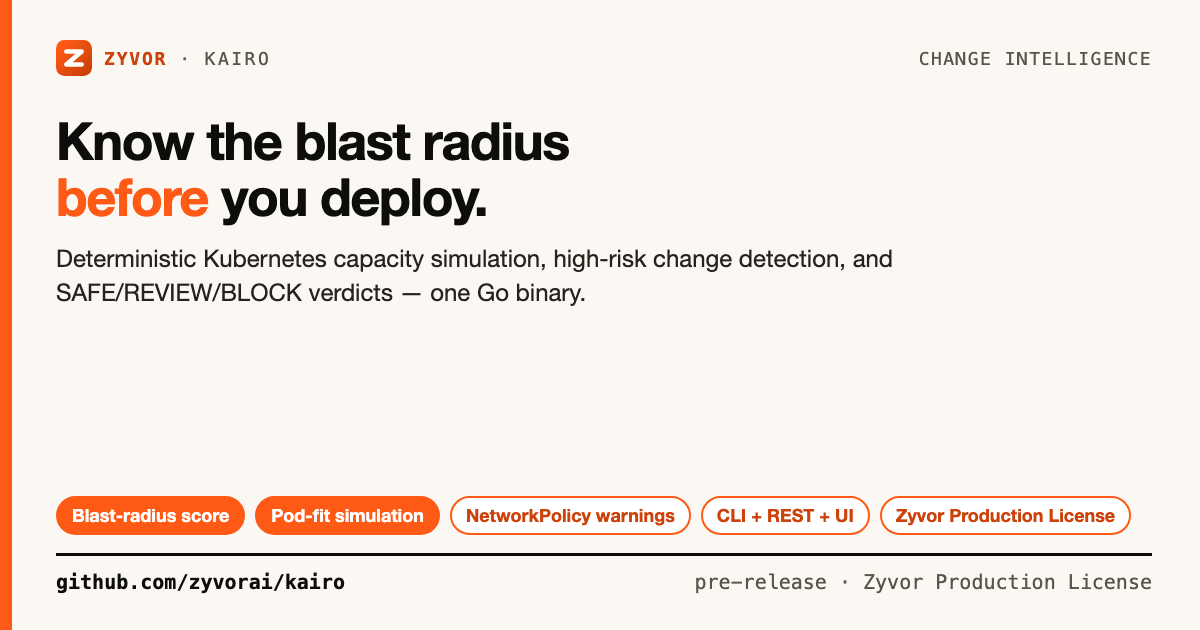 Z ZYVOR · KAIRO
CHANGE INTELLIGENCE
Know the blast radius
before you deploy.
Deterministic Kubernetes capacity simulation, high-risk change detection, and
SAFE/REVIEW/BLOCK verdicts — one Go binary.
Blast-radius score
Pod-fit simulation
NetworkPolicy warnings
CLI + REST + UI
Zyvor Production License
github.com/zyvorai/kairo
pre-release · Zyvor Production License